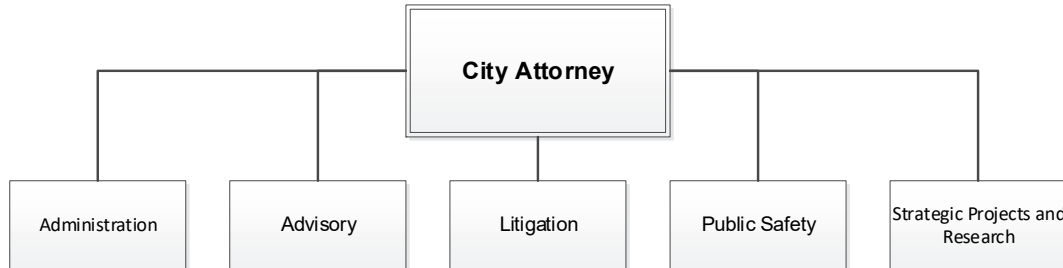 City Attorney
Administration
Advisory
Litigation
Public Safety
Strategic Projects and
Research